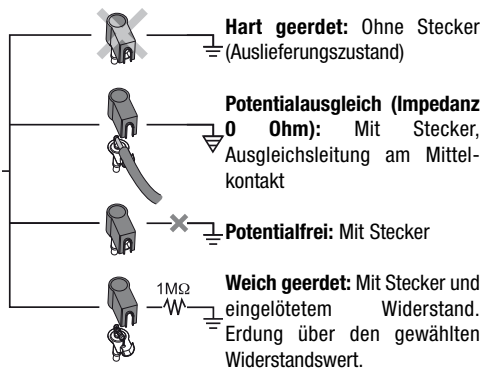 Hart geerdet: Ohne Stecker
(Auslieferungszustand)
Potentialausgleich (Impedanz
0 Ohm): Mit Stecker,
Ausgleichsleitung am Mittel-
kontakt
Potentialfrei: Mit Stecker
1MΩ
Weich geerdet: Mit Stecker und
eingelötetem Widerstand.
Erdung über den gewählten
Widerstandswert.